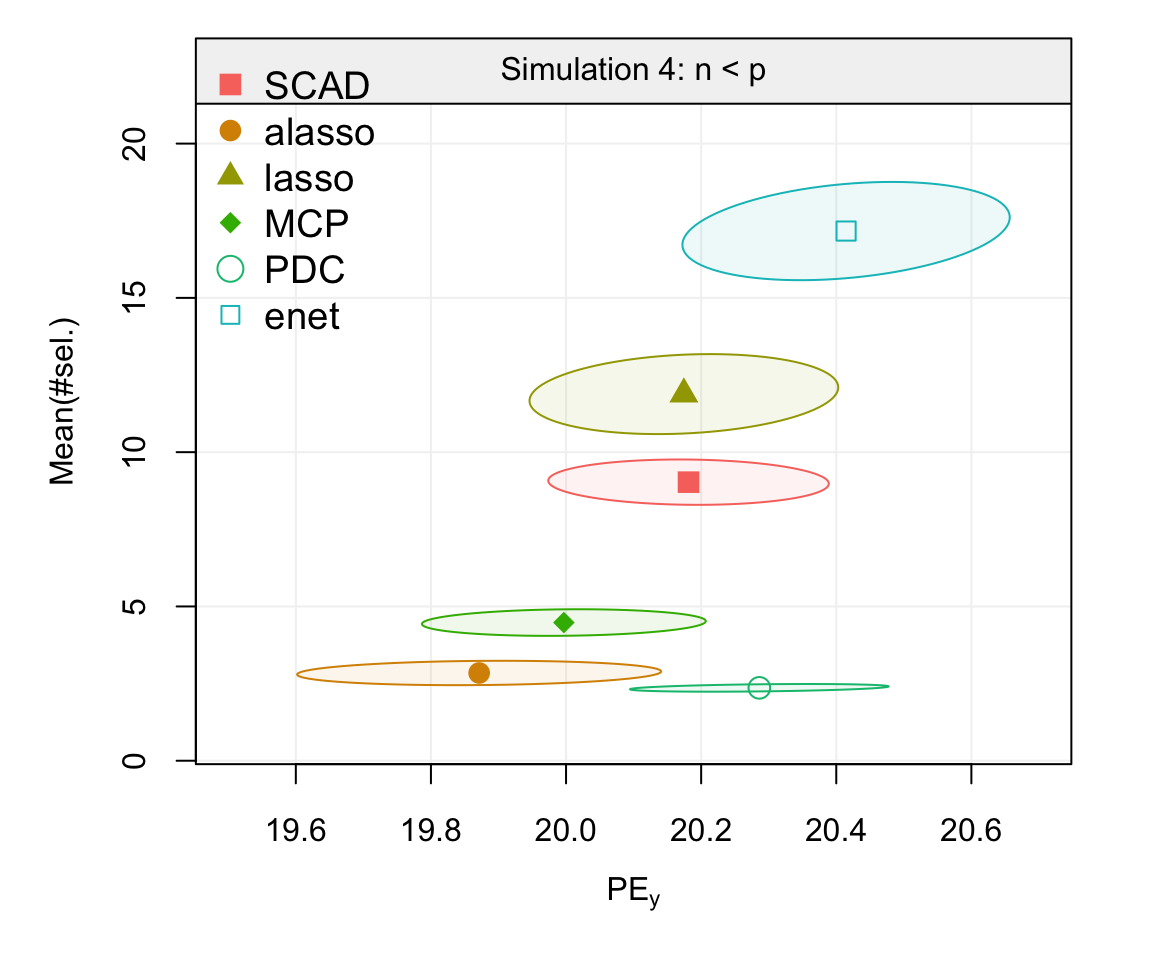 Simulation 4: n < p
SCAD
alasso
lasso
MCP
PDC
enet
Mean(#sel.)
20
15
10
5
0
19.6 19.8 20.0 20.2 20.4 20.6
PEy